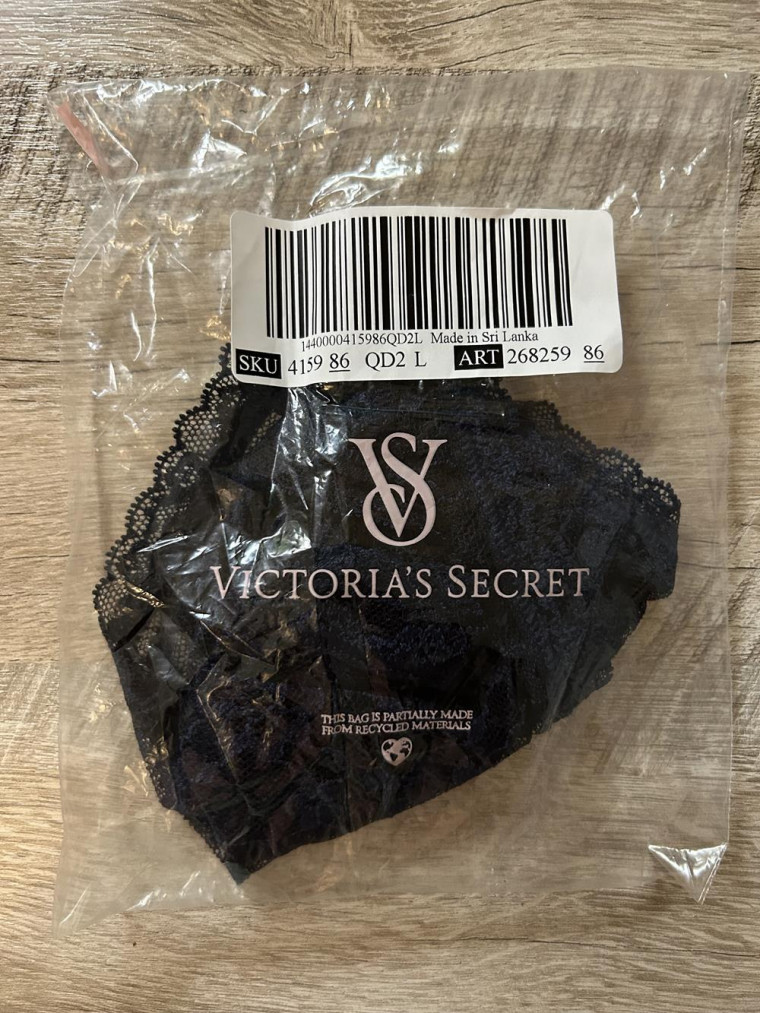 1440000415986QD2L Made in Sri Lanka
SKU 4159 86 QD2 L ART 268259 86
VS
VICTORIA'S SECRET
THIS BAG IS PARTIALLY MADE
FROM RECYCLED MATERIALS